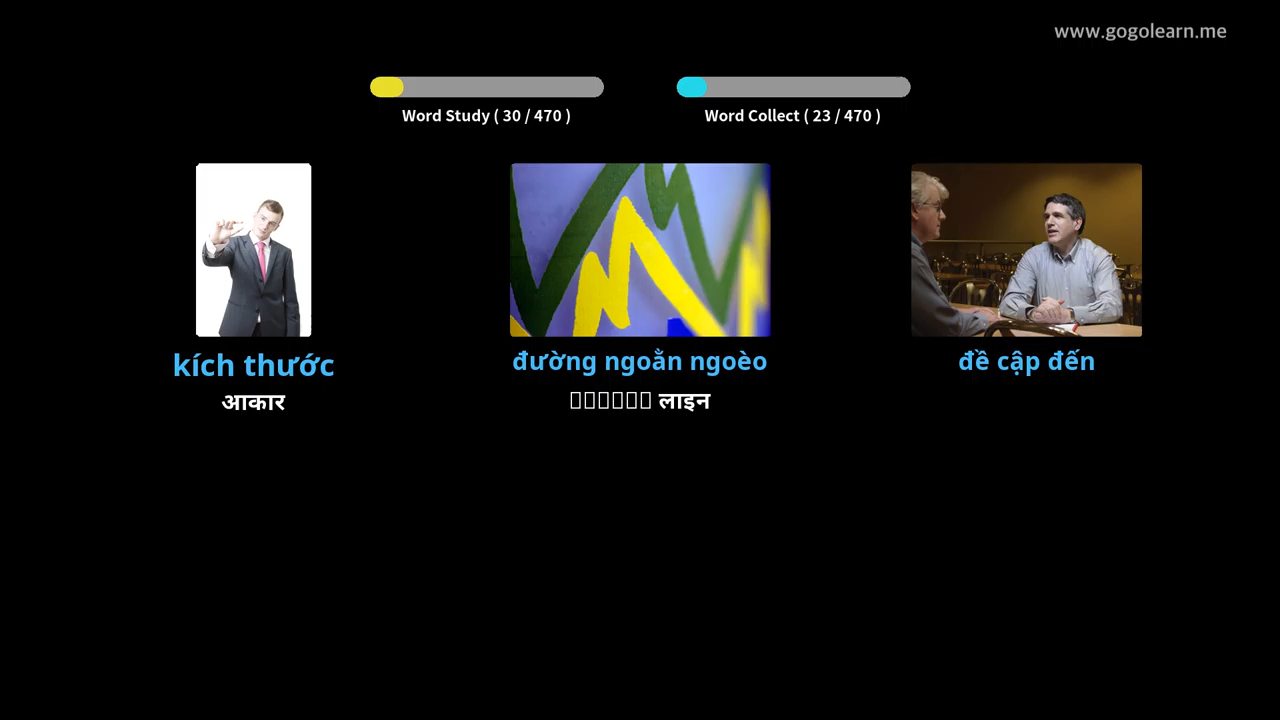 www.gogolearn.me
Word Study ( 30 / 470 )
Word Collect ( 23 / 470 )
kích thước
आकार
đường ngoằn ngoèo
लाइन
đề cập đến